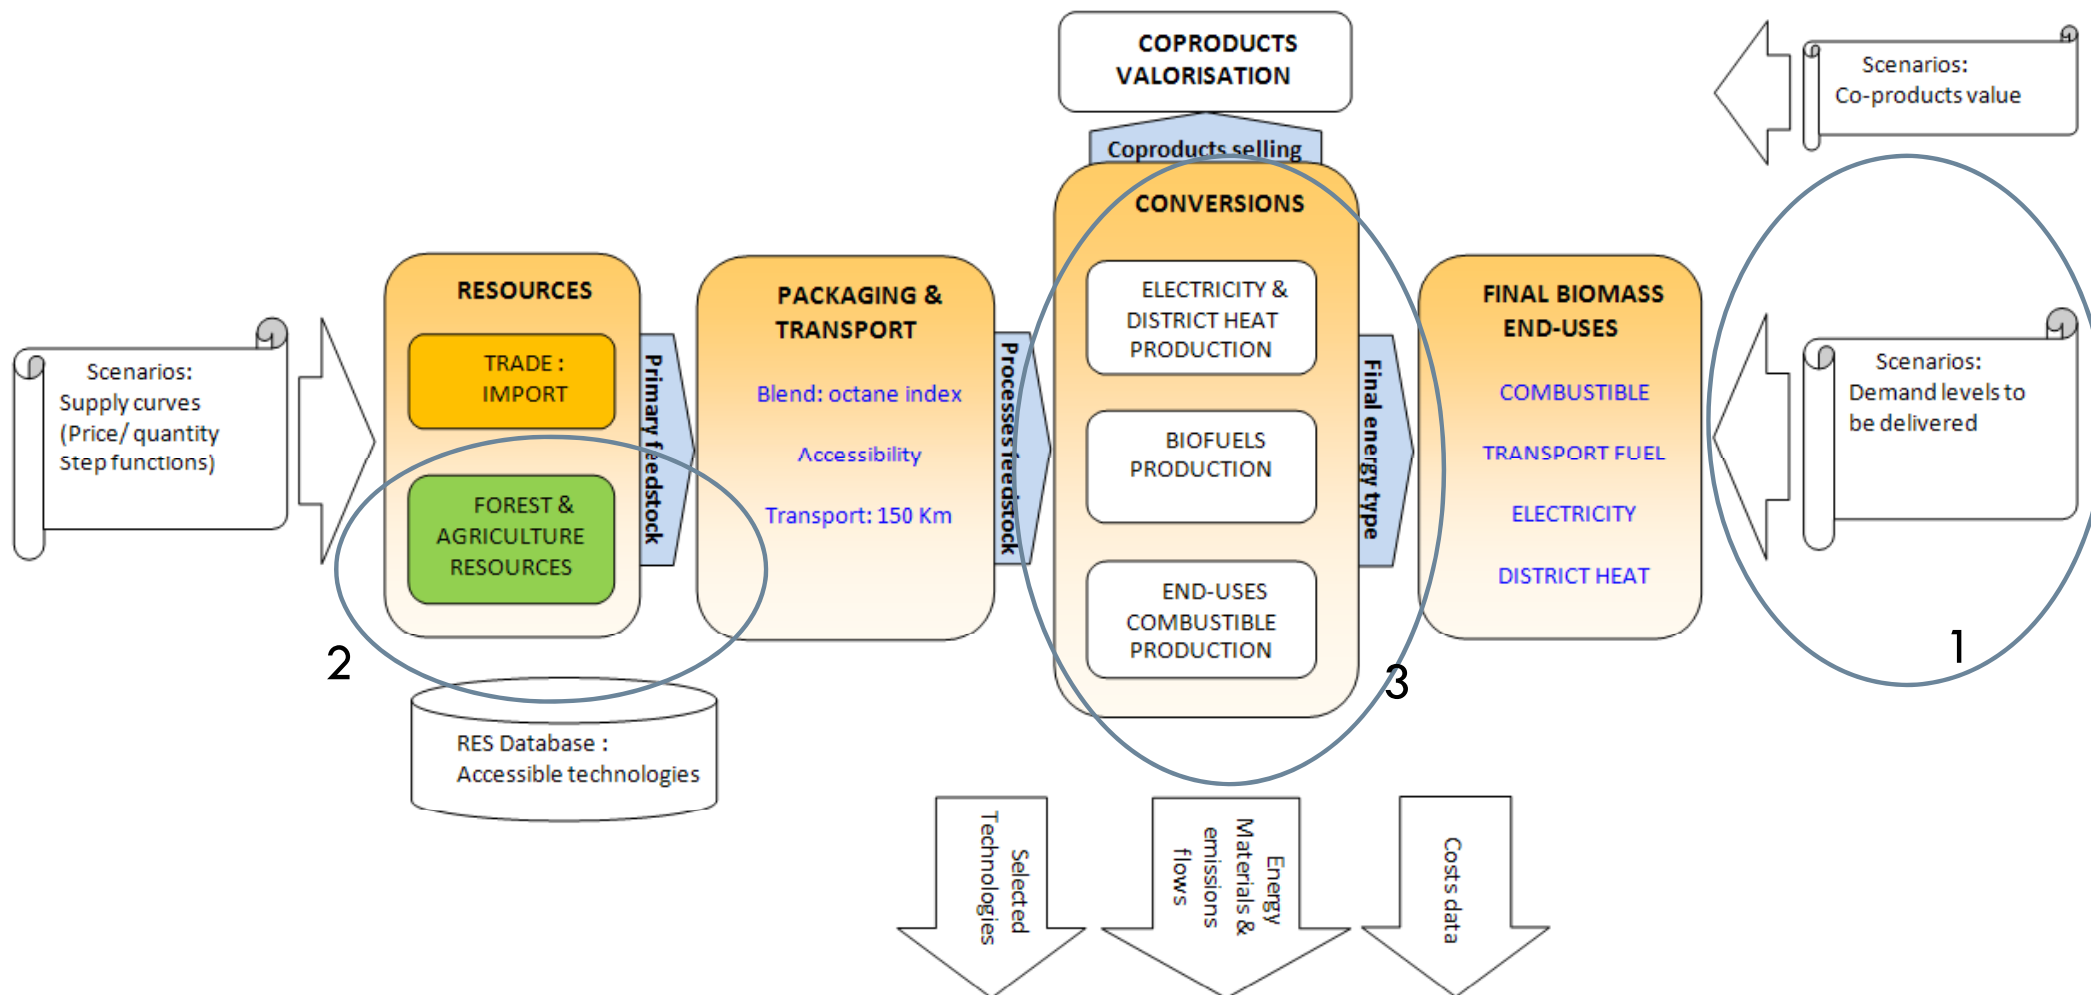 COPRODUCTS
VALORISATION
Coproducts selling
Scenarios:
Co-products value
Scenarios:
Supply curves
(Price/ quantity
Step functions)
RESOURCES
TRADE :
IMPORT
FOREST &
AGRICULTURE
RESOURCES
2
Primary feedstock
PACKAGING &
TRANSPORT
Blend: octane index
Accessibility
Transport: 150 Km
Processes feedstock
CONVERSIONS
ELECTRICITY &
DISTRICT HEAT
PRODUCTION
BIOFUELS
PRODUCTION
END-USES
COMBUSTIBLE
PRODUCTION
3
Final energy type
FINAL BIOMASS
END-USES
COMBUSTIBLE
TRANSPORT FUEL
ELECTRICITY
DISTRICT HEAT
Scenarios:
Demand levels to
be delivered
1
RES Database :
Accessible technologies
Selected
Technologies
Energy
Materials &
emissions
flows
Costs data